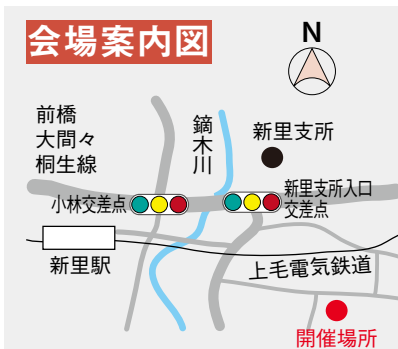 会場案内図
N
前橋
大間々
桐生線
鏑木川
新里支所
小林交差点
新里支所入口
交差点
新里駅
上毛電気鉄道
開催場所